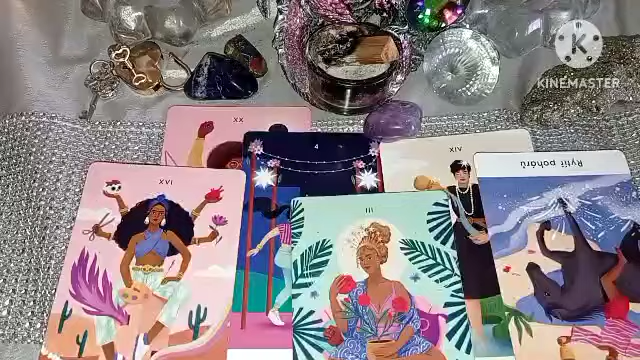 K
KINEMASTER
XX
4
XIV
Rytíř pohárů
XVI
III